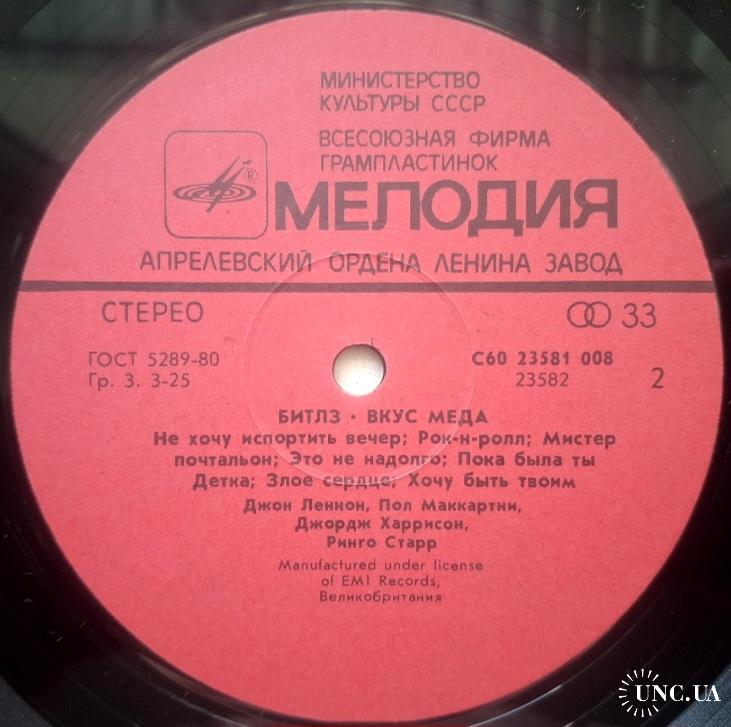 МИНИСТЕРСТВО
КУЛЬТУРЫ СССР
ВСЕСОЮЗНАЯ ФИРМА
ГРАМПЛАСТИНОК
®
МЕЛОДИЯ
АПРЕЛЕВСКИЙ ОРДЕНА ЛЕНИНА ЗАВОД
СТЕРЕО
33
ГОСТ 5289-80
Гр. 3. 3-25
С60 23581 008
23582
2
БИТЛЗ · ВКУС МЕДА
Не хочу испортить вечер; Рок-н-ролл; Мистер
почтальон; Это не надолго; Пока была ты
Детка; Злое сердце; Хочу быть твоим
Джон Леннон, Пол Маккартни,
Джордж Харрисон,
Ринго Старр
Manufactured under license
of EMI Records,
Великобритания
UNC.UA